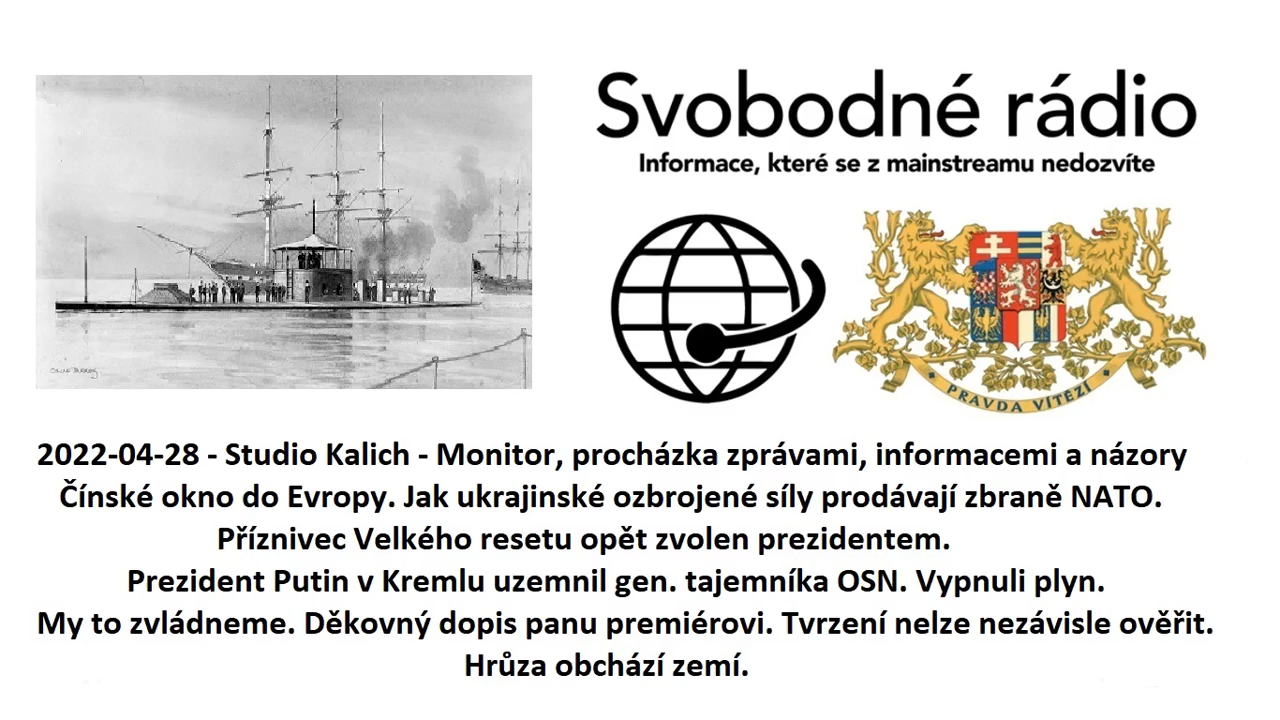 Svobodné rádio
Informace, které se z mainstreamu nedozvíte
PRAVDA VÍTĚZÍ
2022-04-28 - Studio Kalich - Monitor, procházka zprávami, informacemi a názory
Čínské okno do Evropy. Jak ukrajinské ozbrojené síly prodávají zbraně NATO.
Příznivec Velkého resetu opět zvolen prezidentem.
Prezident Putin v Kremlu uzemnil gen. tajemníka OSN. Vypnuli plyn.
My to zvládneme. Děkovný dopis panu premiérovi. Tvrzení nelze nezávisle ověřit.
Hrůza obchází zemí.